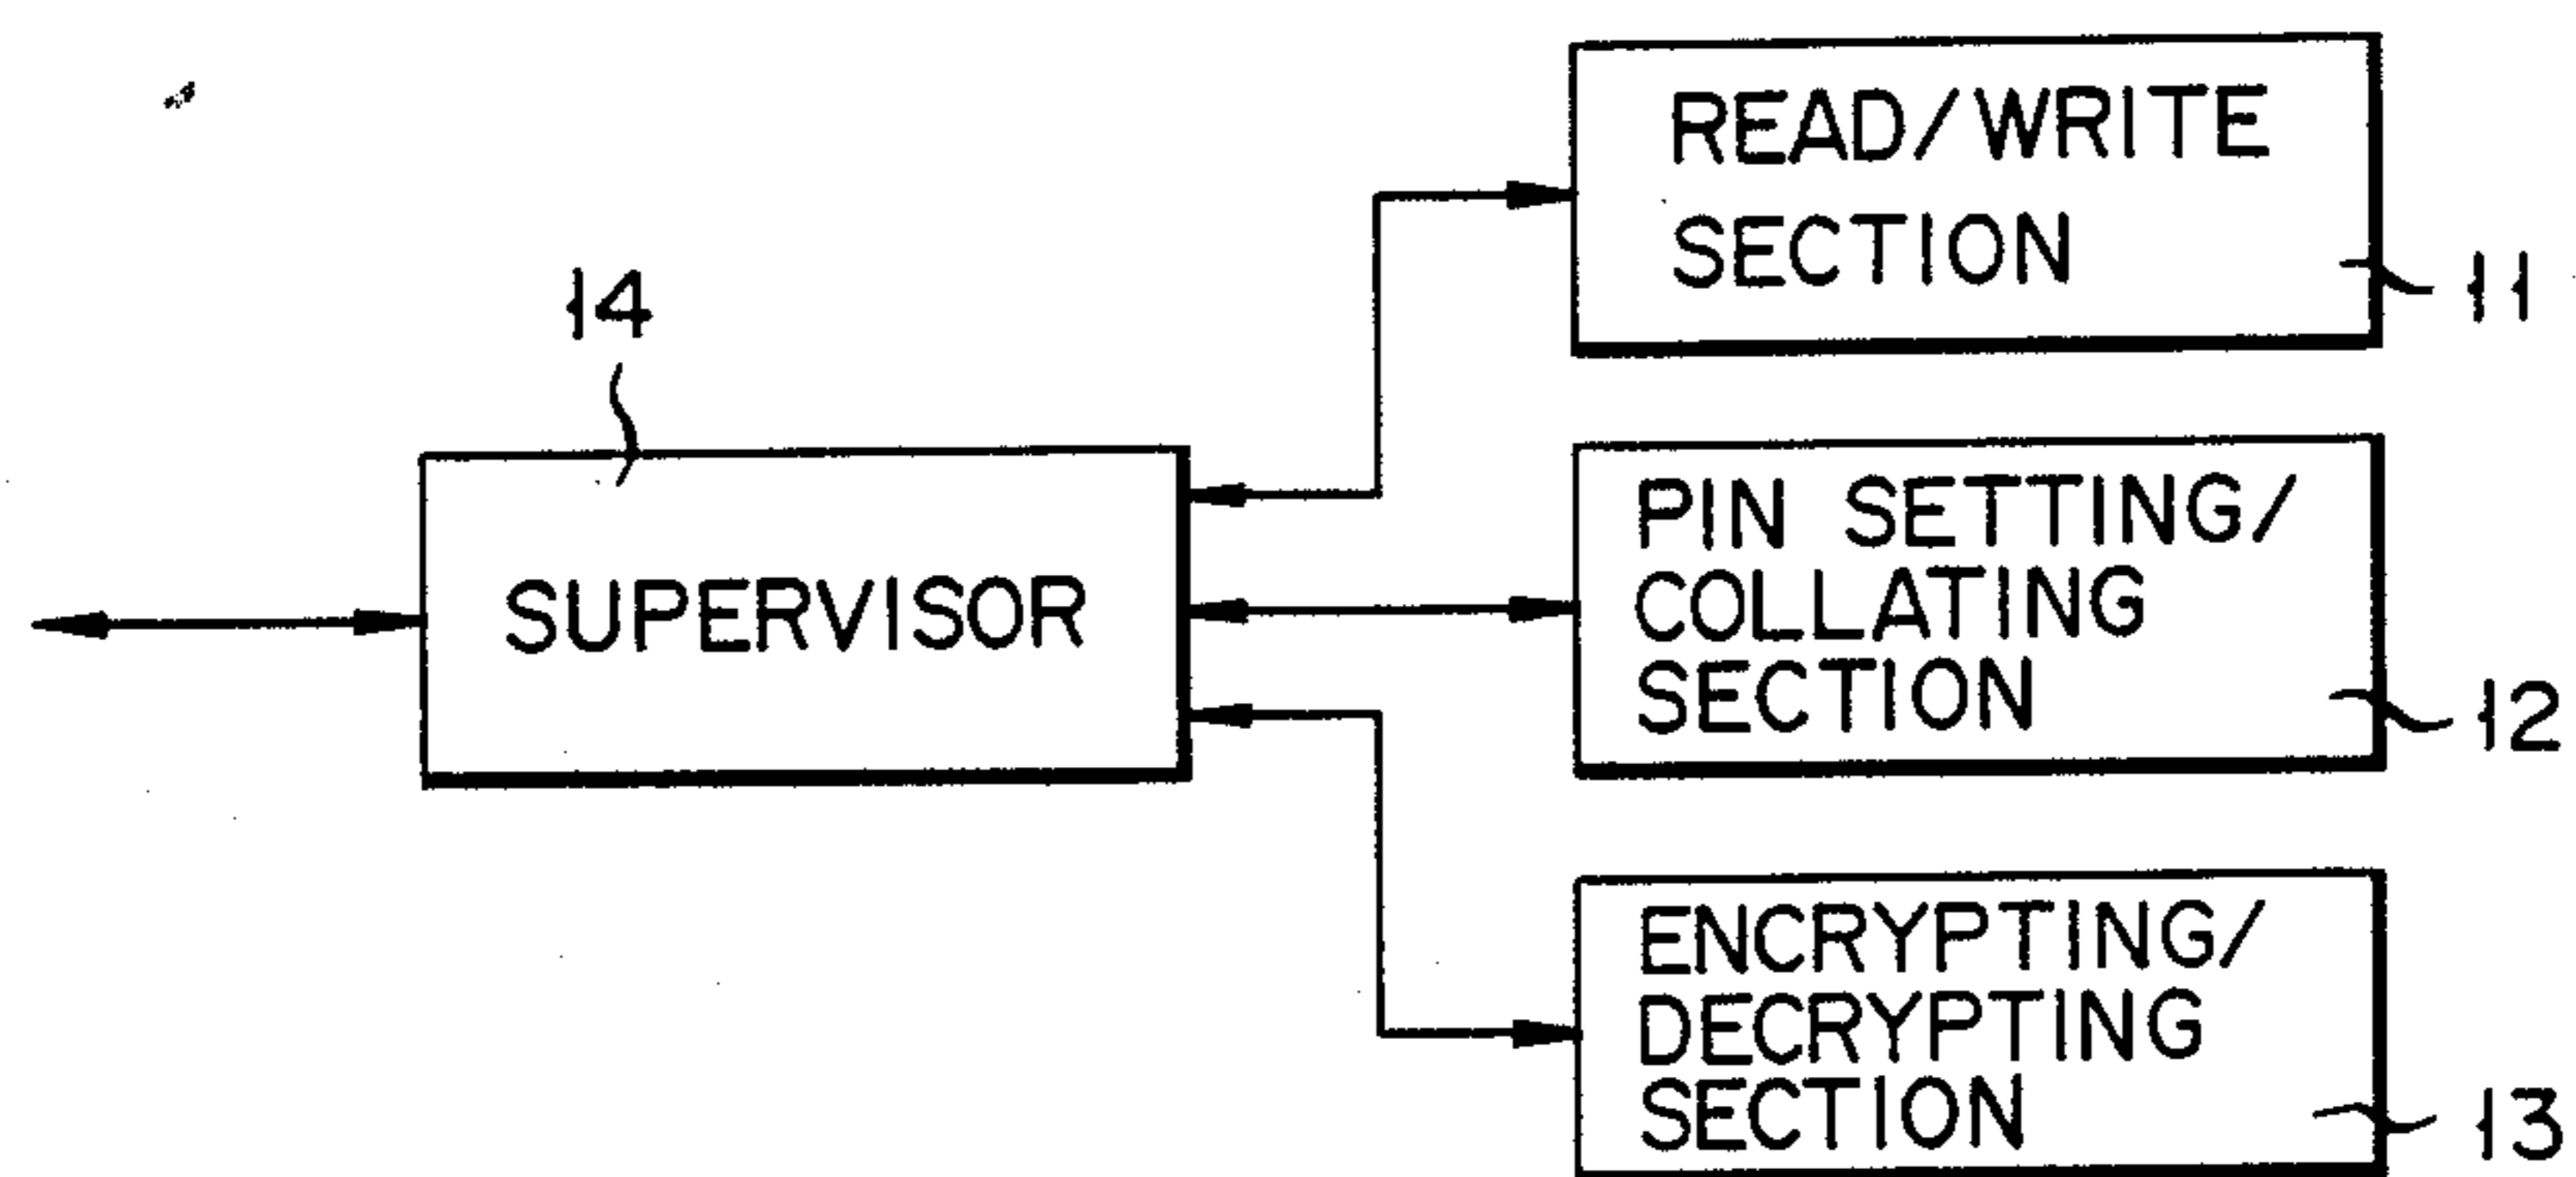 READ/WRITE
SECTION
11
14
SUPERVISOR
PIN SETTING/
COLLATING
SECTION
12
ENCRYPTING/
DECRYPTING
SECTION
13